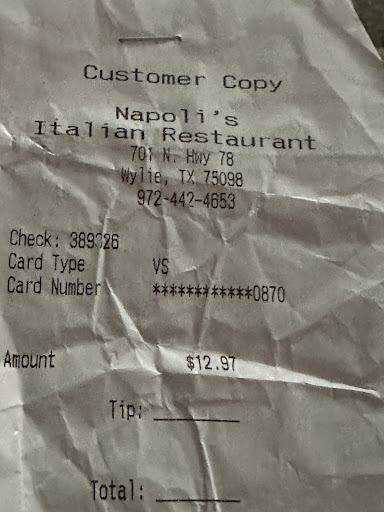 Customer Copy
Napoli's
Italian Restaurant
701 N. Hwy 78
Wylie, TX 75098
972-442-4653
Check: 389326
Card Type VS
Card Number ************0870
Amount $12.97
Tip: ________
Total: ________